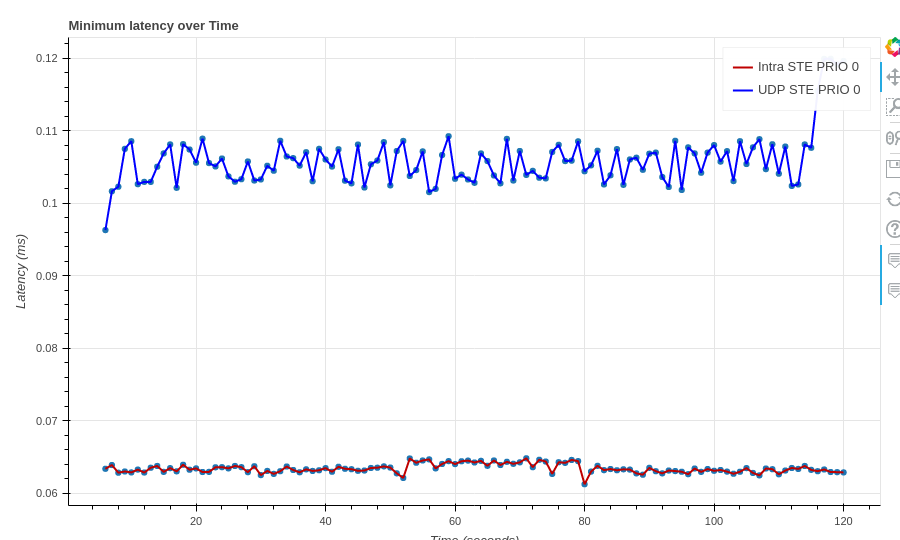 Minimum latency over Time
Intra STE PRIO 0
UDP STE PRIO 0
Latency (ms)
0.12
0.11
0.1
0.09
0.08
0.07
0.06
20
40
60
80
100
120
Time (seconds)